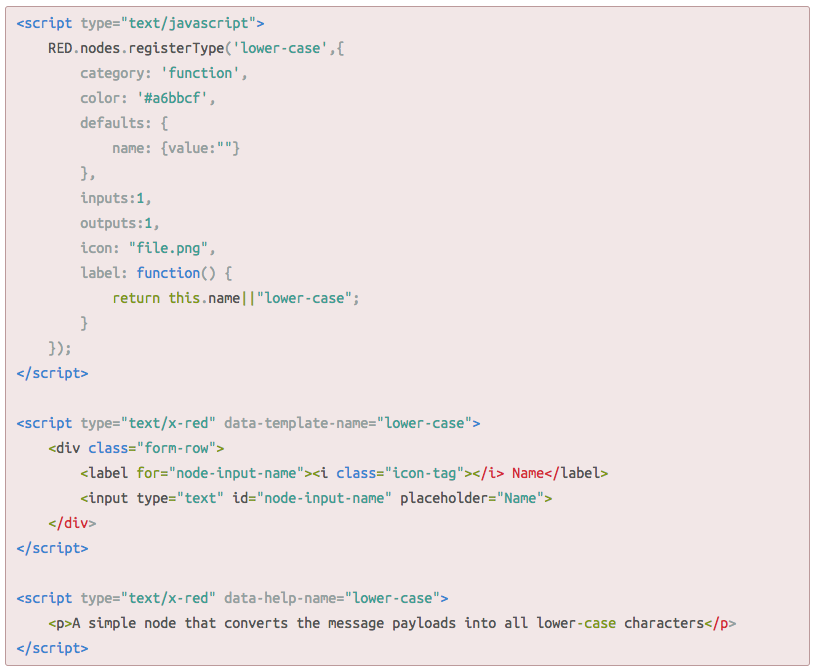 <script type="text/javascript">
    RED.nodes.registerType('lower-case',{
        category: 'function',
        color: '#a6bbcf',
        defaults: {
            name: {value:""}
        },
        inputs:1,
        outputs:1,
        icon: "file.png",
        label: function() {
            return this.name||"lower-case";
        }
    });
</script>

<script type="text/x-red" data-template-name="lower-case">
    <div class="form-row">
        <label for="node-input-name"><i class="icon-tag"></i> Name</label>
        <input type="text" id="node-input-name" placeholder="Name">
    </div>
</script>

<script type="text/x-red" data-help-name="lower-case">
    <p>A simple node that converts the message payloads into all lower-case characters</p>
</script>